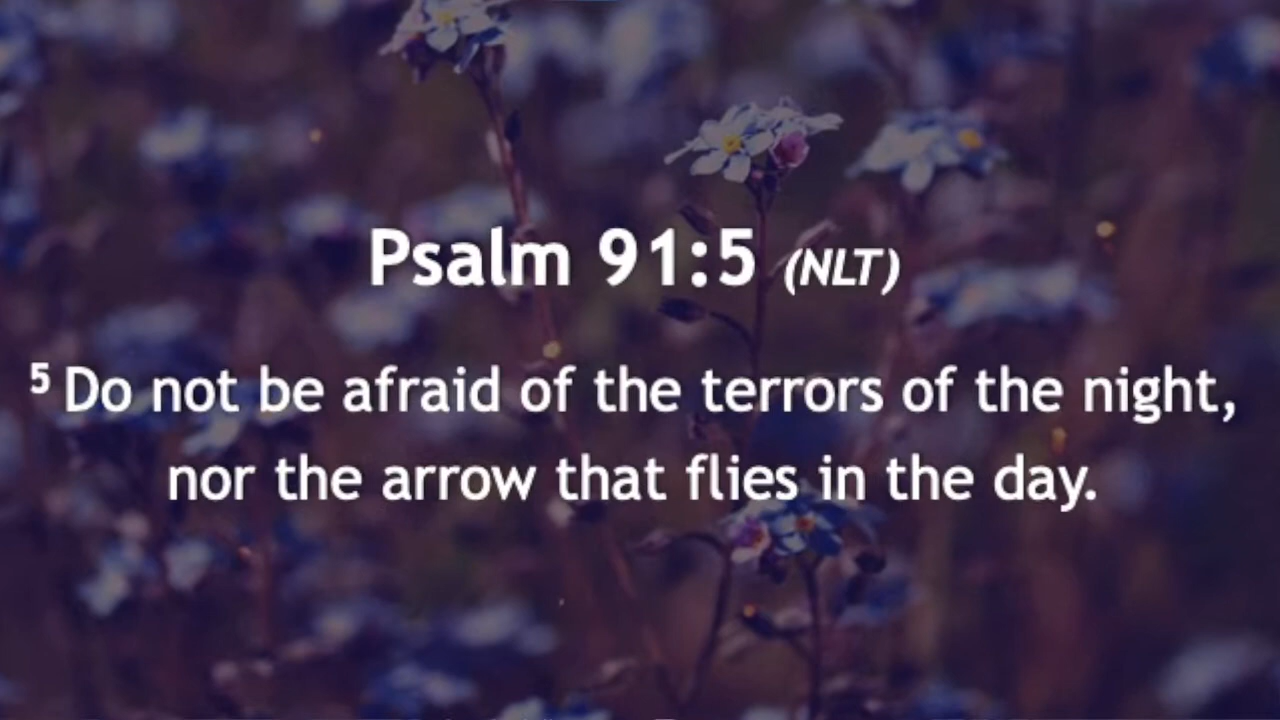 Psalm 91:5 (NLT)
5 Do not be afraid of the terrors of the night,
nor the arrow that flies in the day.